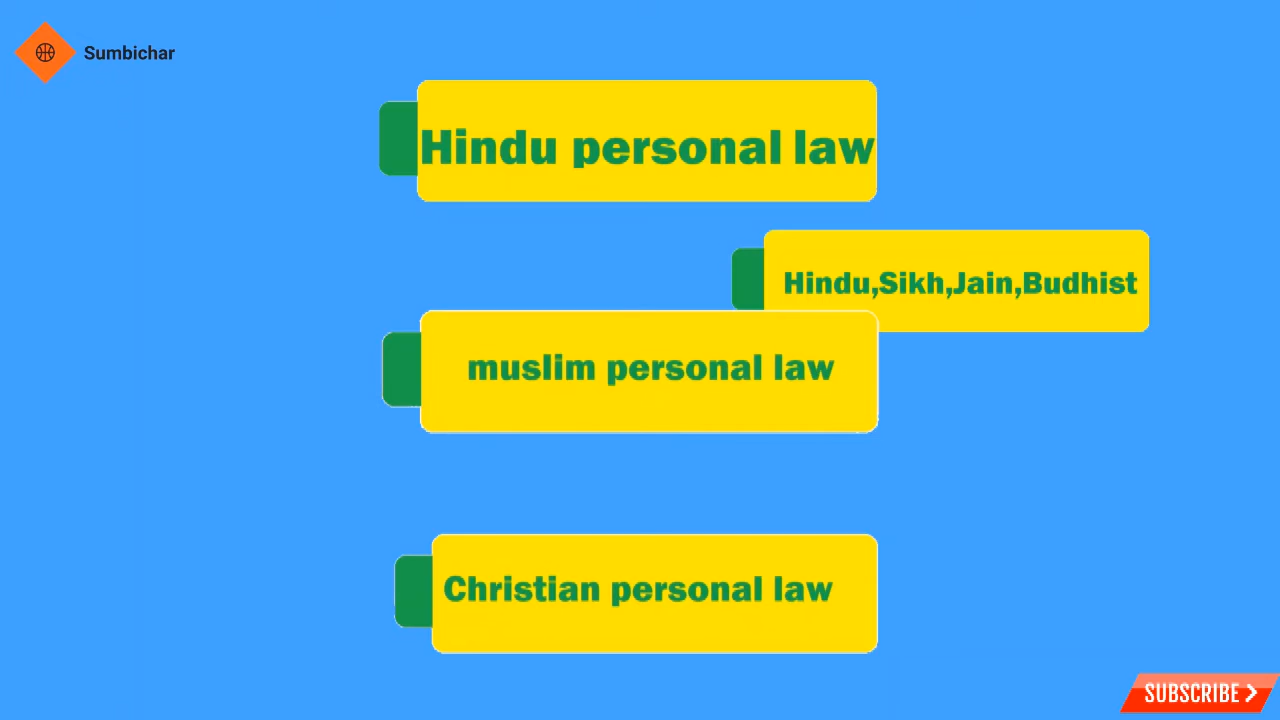 Sumbichar
Hindu personal law
Hindu,Sikh,Jain,Budhist
muslim personal law
Christian personal law
SUBSCRIBE